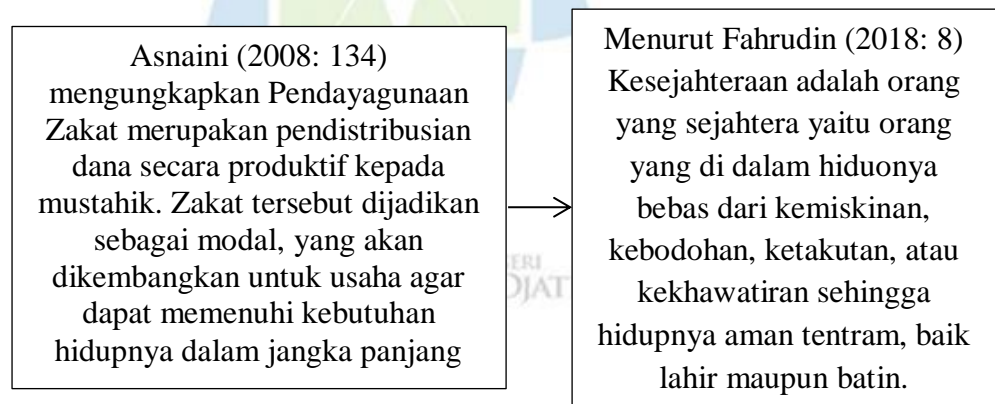 Asnaini (2008: 134)
mengungkapkan Pendayagunaan
Zakat merupakan pendistribusian
dana secara produktif kepada
mustahik. Zakat tersebut dijadikan
sebagai modal, yang akan
dikembangkan untuk usaha agar
dapat memenuhi kebutuhan
hidupnya dalam jangka panjang
Menurut Fahrudin (2018: 8)
Kesejahteraan adalah orang
yang sejahtera yaitu orang
yang di dalam hiduonya
bebas dari kemiskinan,
kebodohan, ketakutan, atau
kekhawatiran sehingga
hidupnya aman tentram, baik
lahir maupun batin.